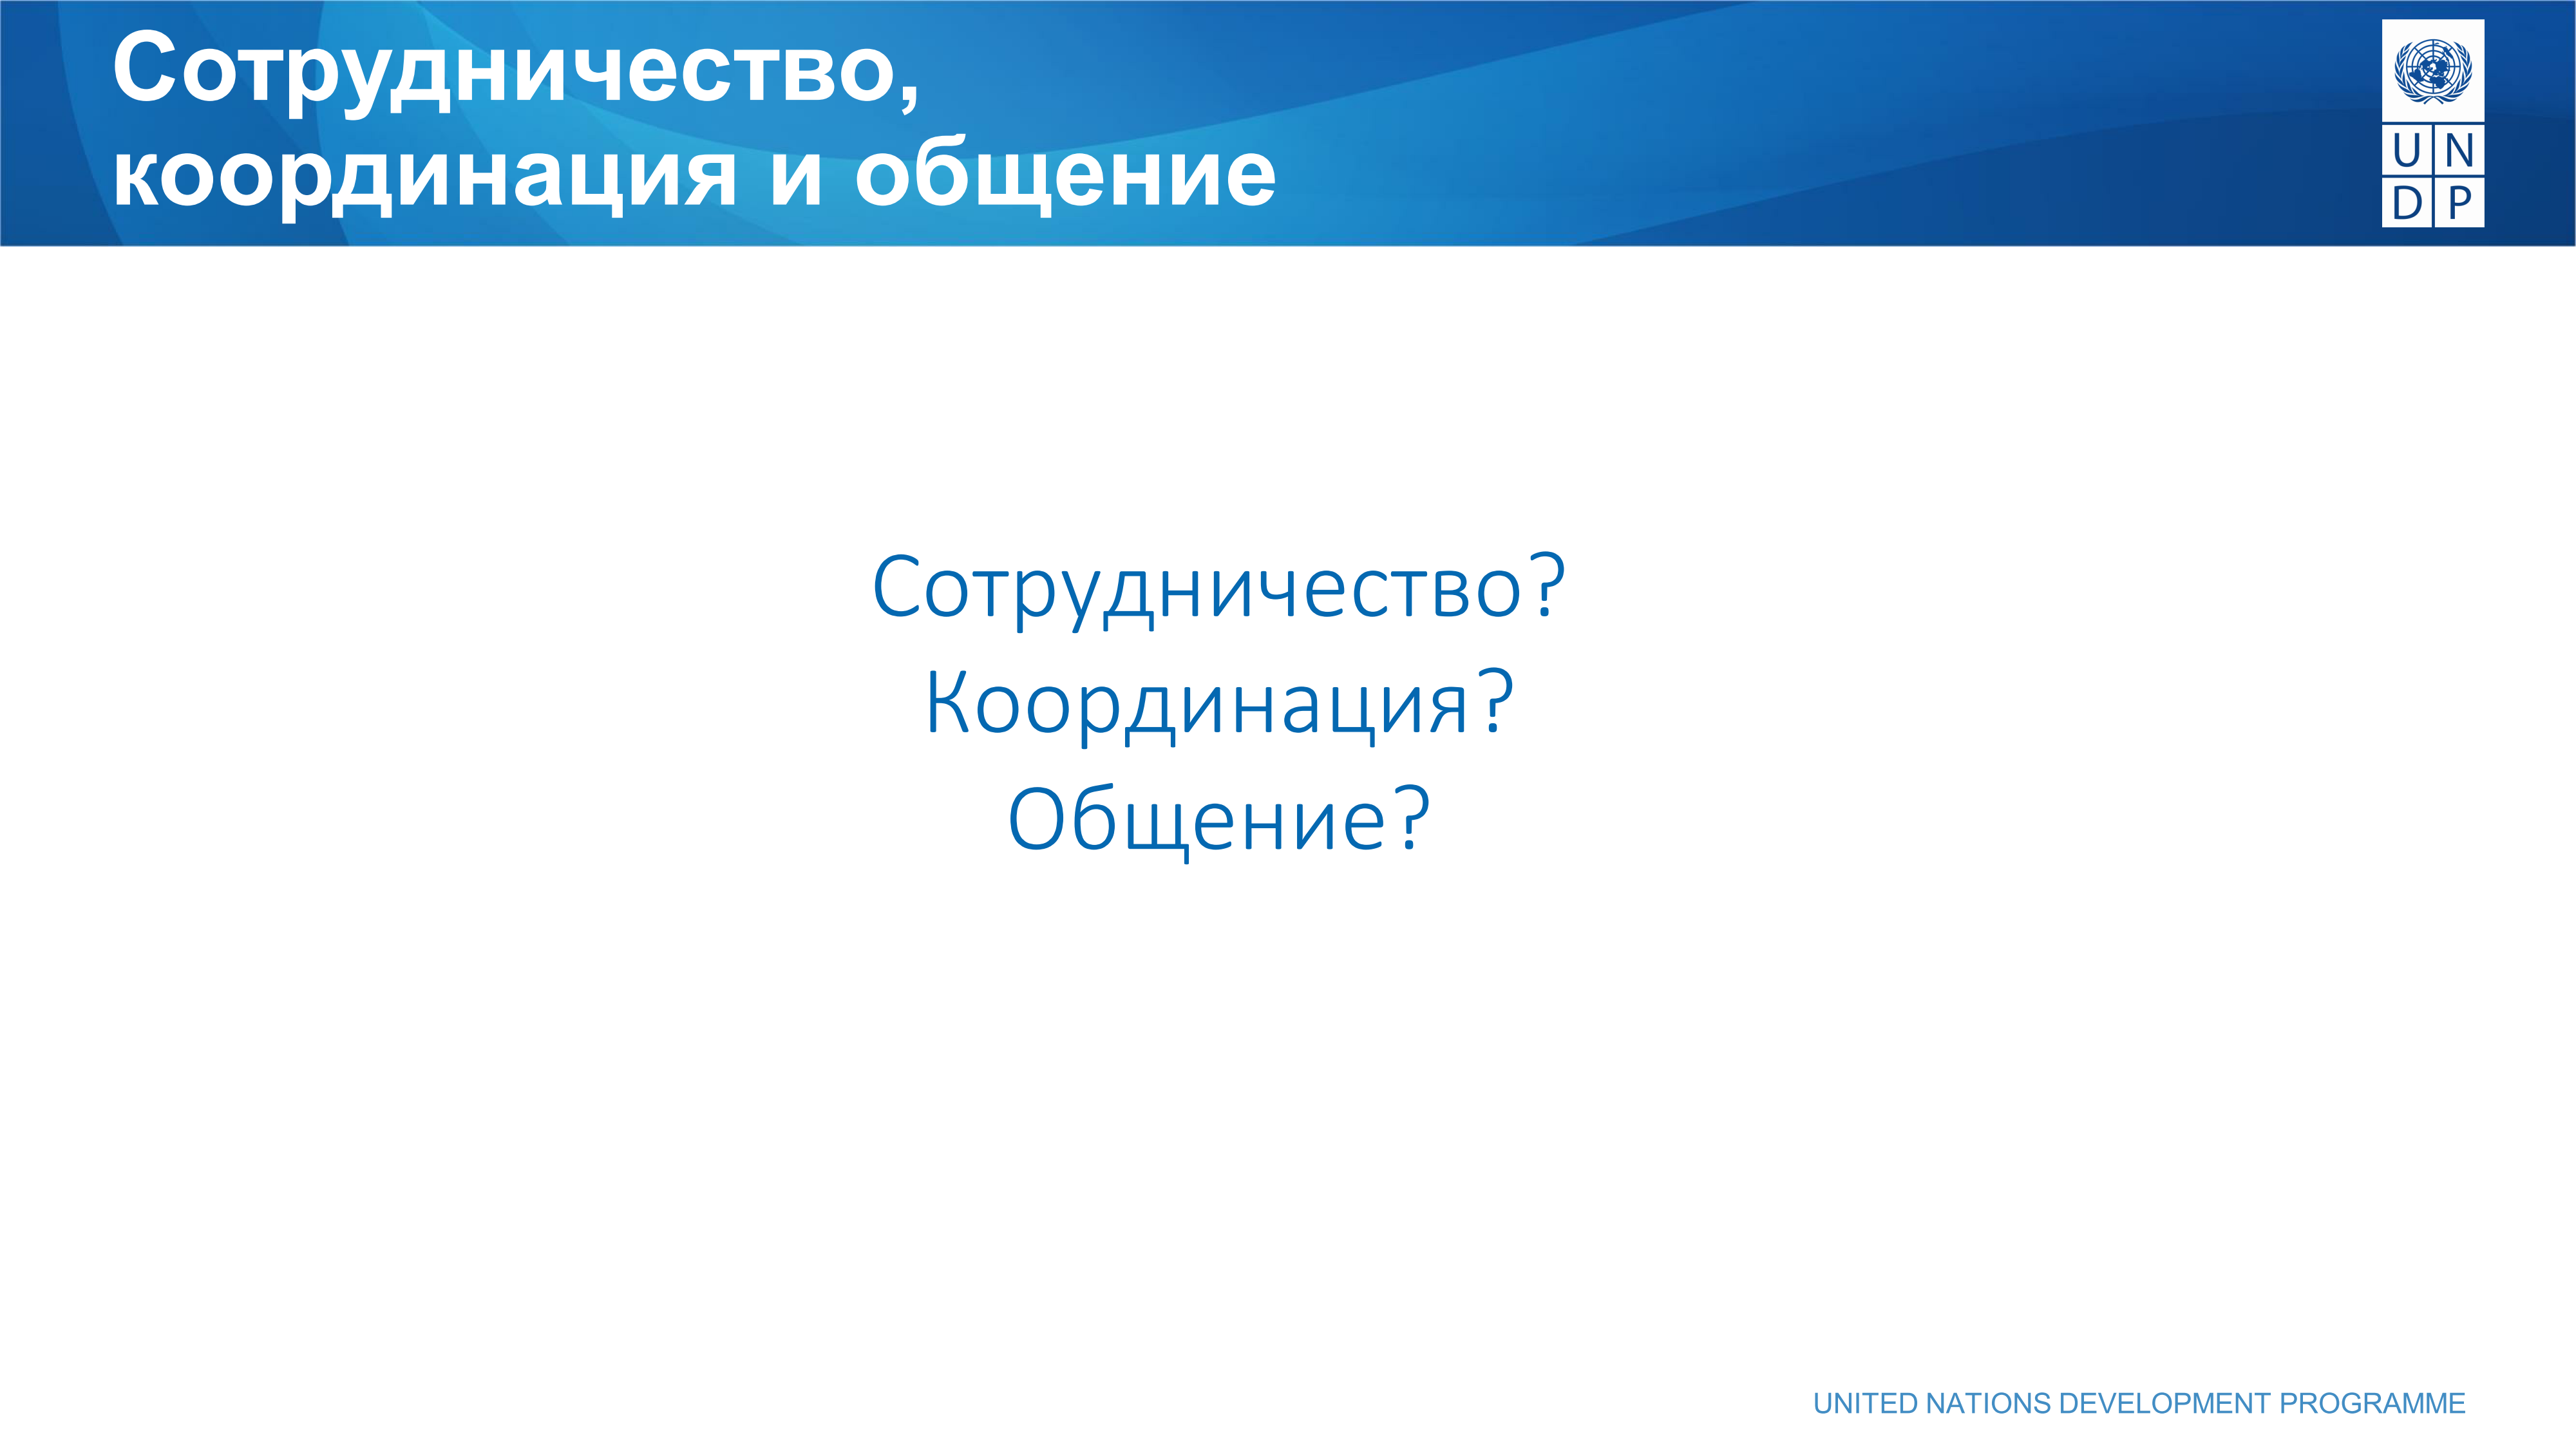 Сотрудничество,
координация и общение
U N
D P
Сотрудничество?
Координация?
Общение?
UNITED NATIONS DEVELOPMENT PROGRAMME